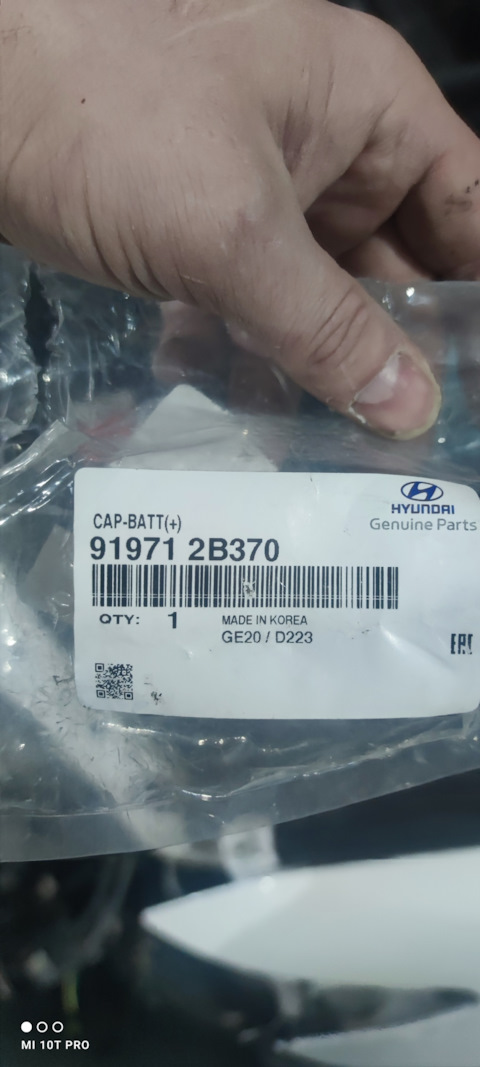 HYUNDAI
Genuine Parts
CAP-BATT(+)
91971 2B370
QTY: 1 MADE IN KOREA
GE20 / D223
EAC
MI 10T PRO